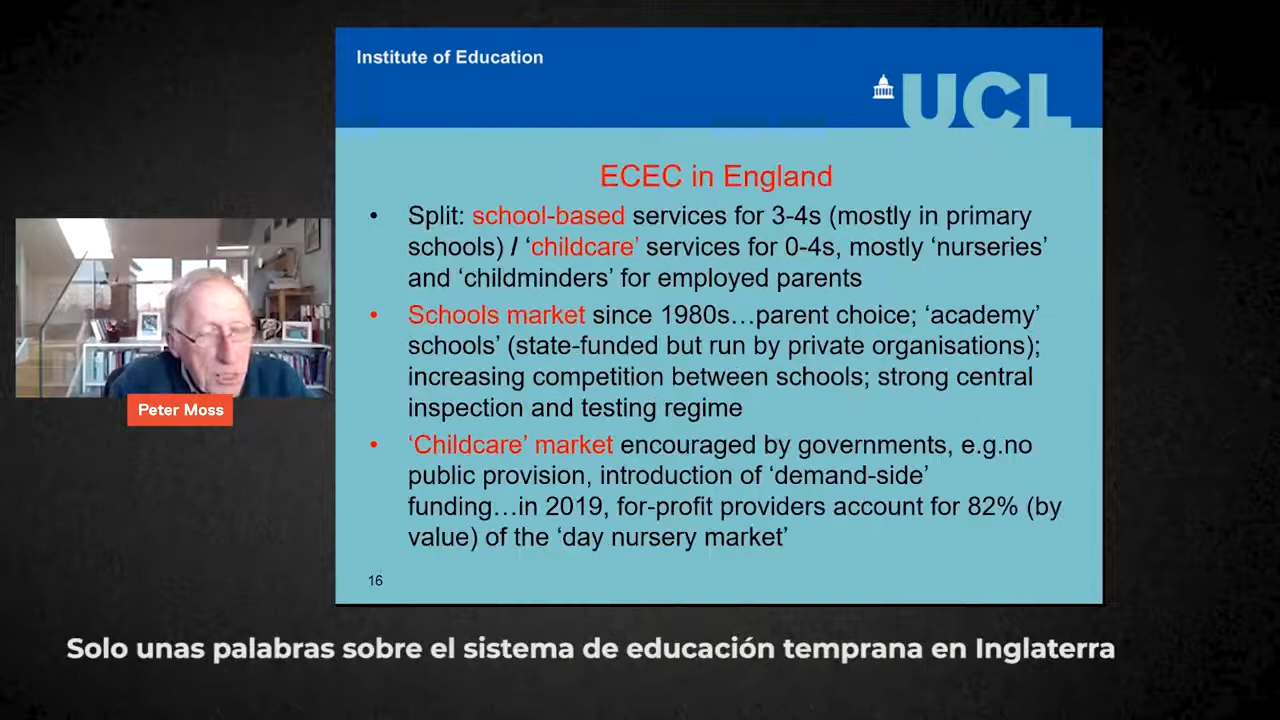 Institute of Education
UCL
ECEC in England
• Split: school-based services for 3-4s (mostly in primary
schools) / ‘childcare’ services for 0-4s, mostly ‘nurseries’
and ‘childminders’ for employed parents
• Schools market since 1980s…parent choice; ‘academy’
schools’ (state-funded but run by private organisations);
increasing competition between schools; strong central
inspection and testing regime
• ‘Childcare’ market encouraged by governments, e.g.no
public provision, introduction of ‘demand-side’
funding…in 2019, for-profit providers account for 82% (by
value) of the ‘day nursery market’
16
Peter Moss
Solo unas palabras sobre el sistema de educación temprana en Inglaterra